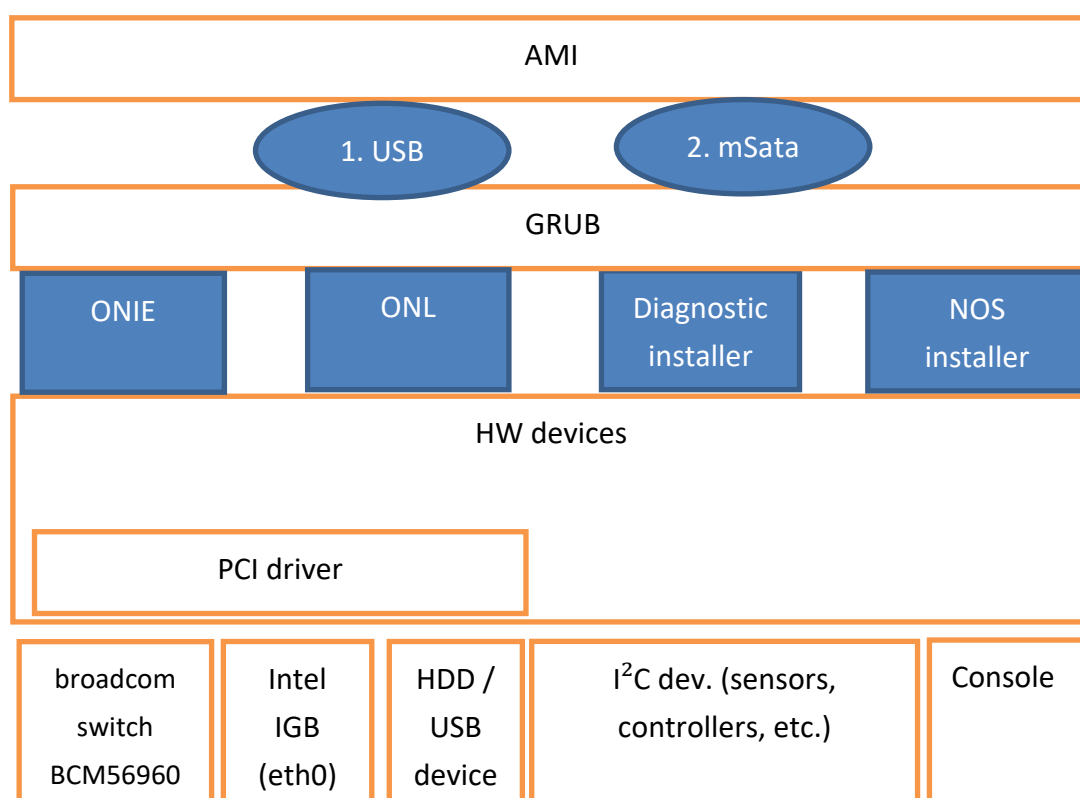 AMI
1. USB
2. mSata
GRUB
ONIE
ONL
Diagnostic
installer
NOS
installer
HW devices
PCI driver
broadcom
switch
BCM56960
Intel
IGB
(eth0)
HDD /
USB
device
I²C dev. (sensors,
controllers, etc.)
Console